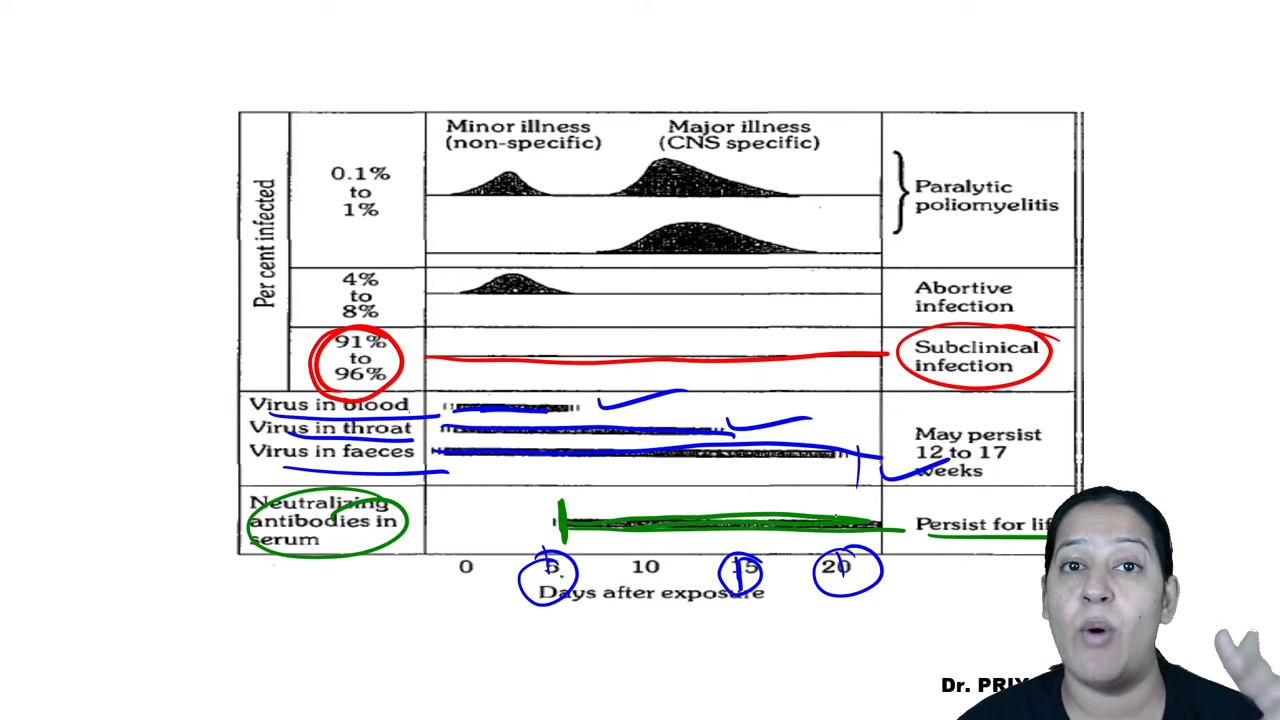 Minor illness
(non-specific)
Major illness
(CNS specific)
Per cent infected
0.1%
to
1%
Paralytic
poliomyelitis
4%
to
8%
Abortive
infection
91%
to
96%
Subclinical
infection
Virus in blood
Virus in throat
Virus in faeces
May persist
12 to 17
weeks
Neutralizing
antibodies in
serum
Persist for
0 5 10 15 20
Days after exposure
Dr.